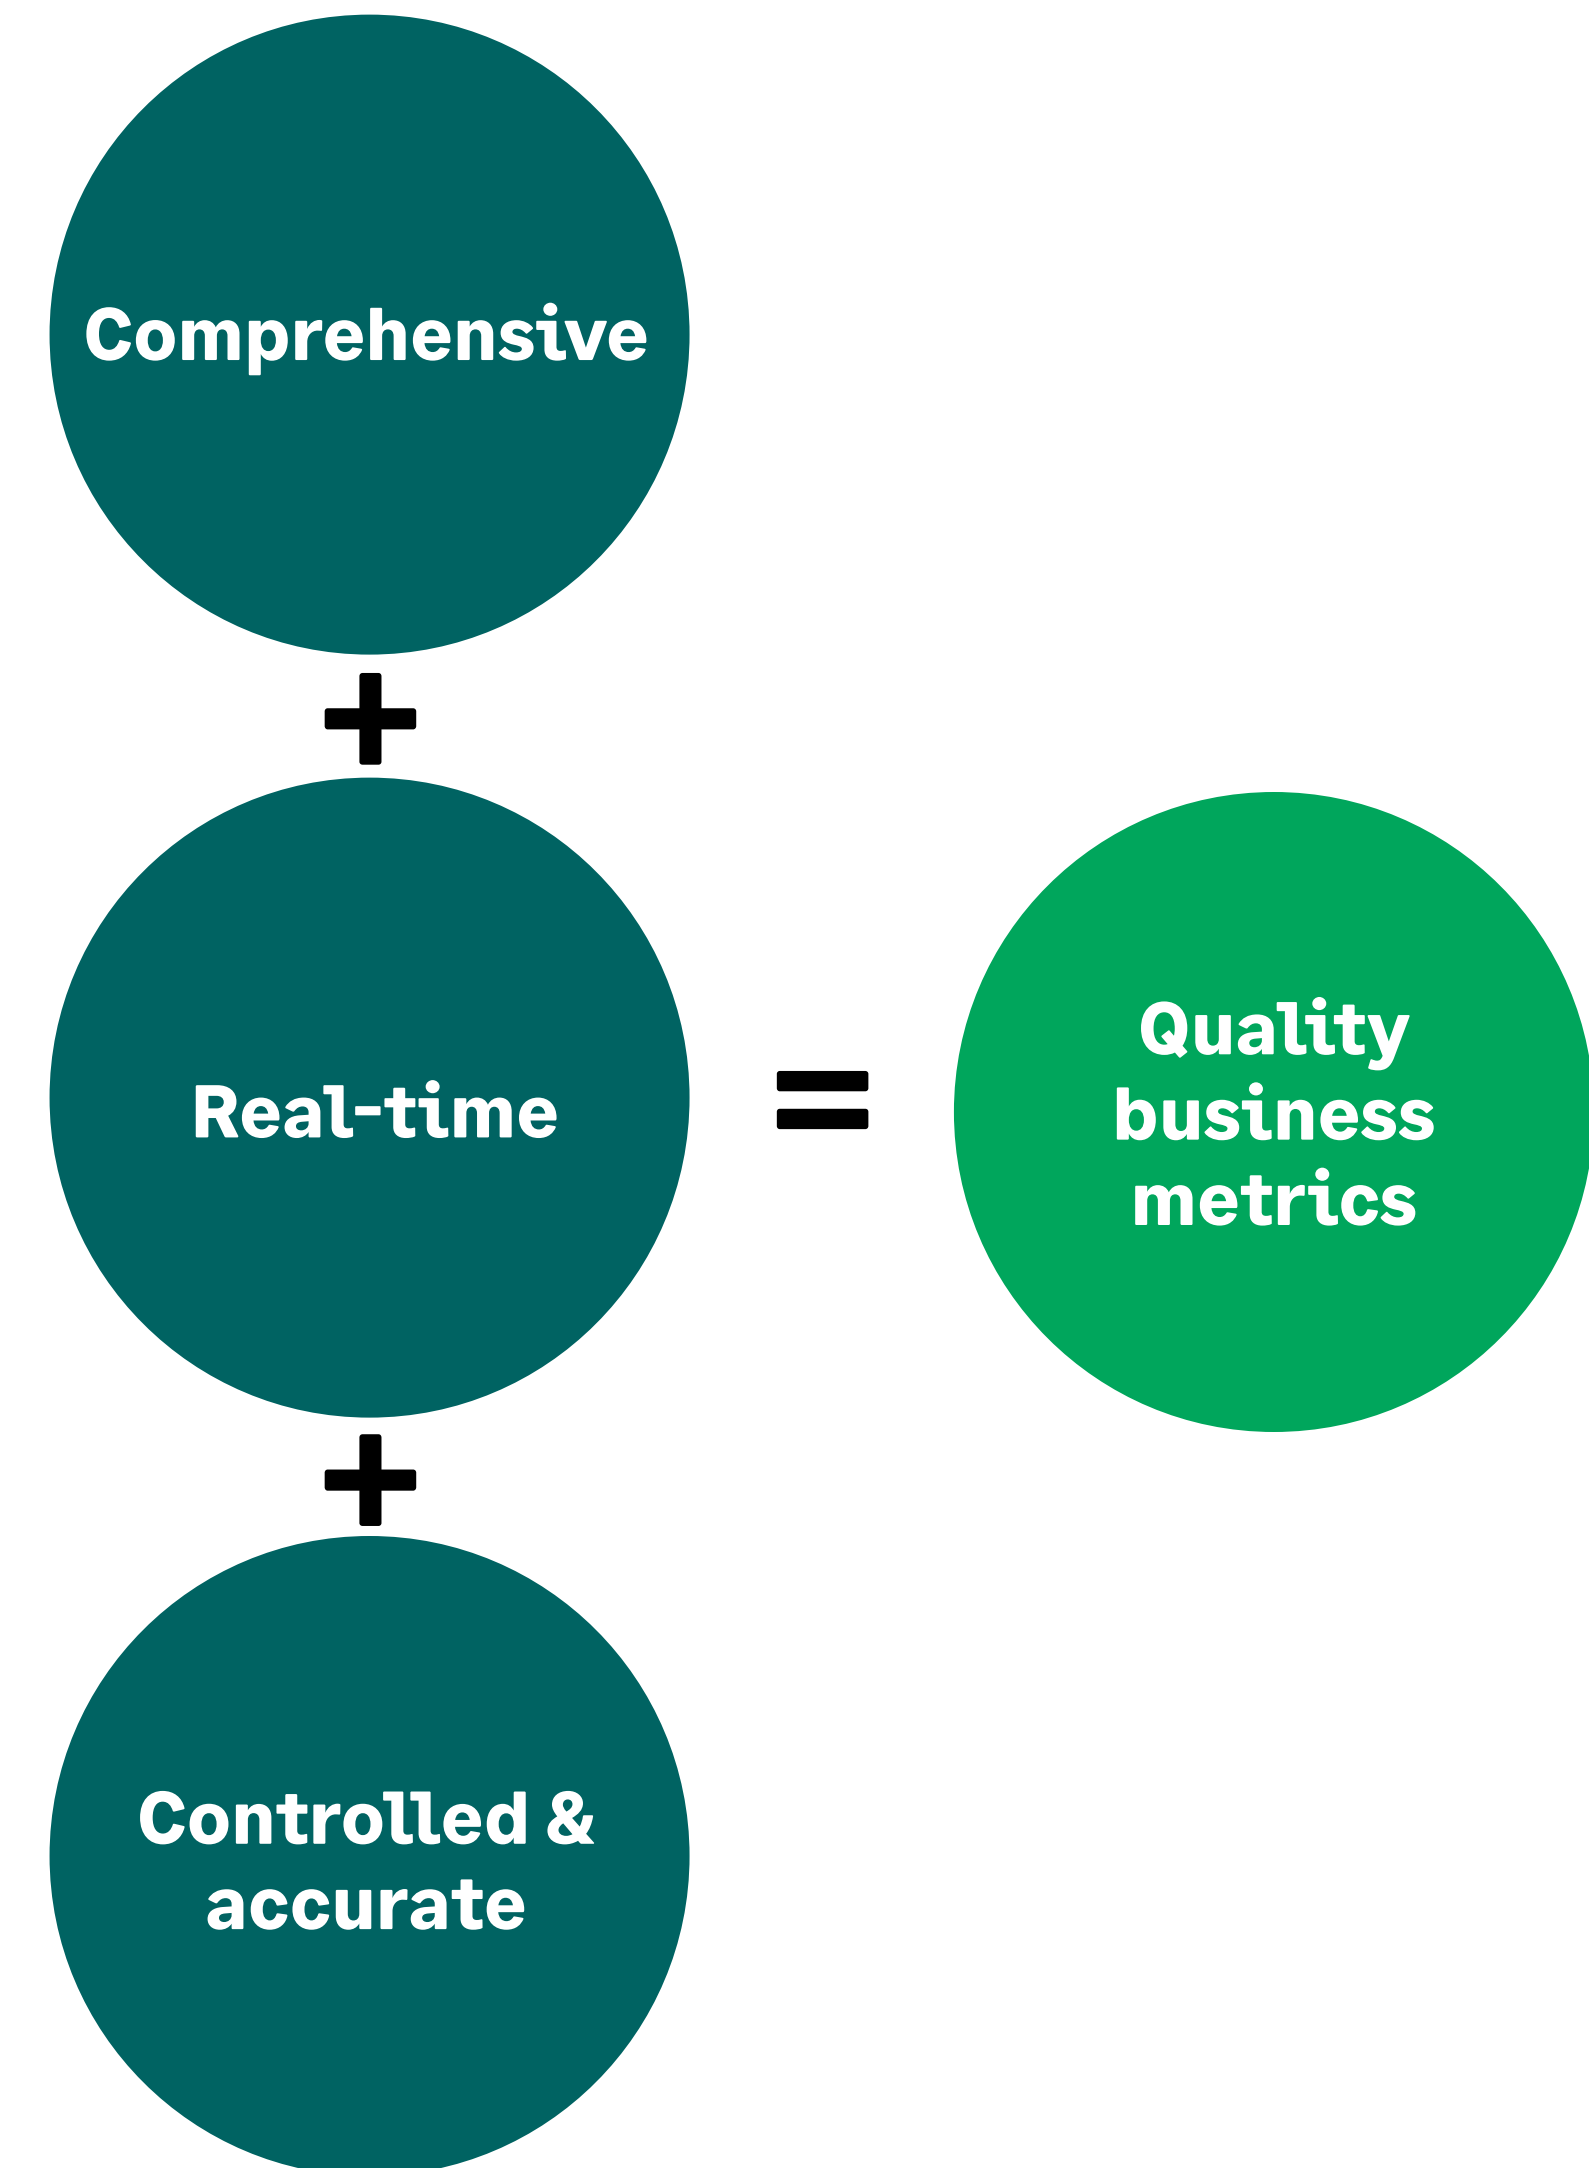 Comprehensive
+
Real-time
=
Quality
business
metrics
+
Controlled &
accurate